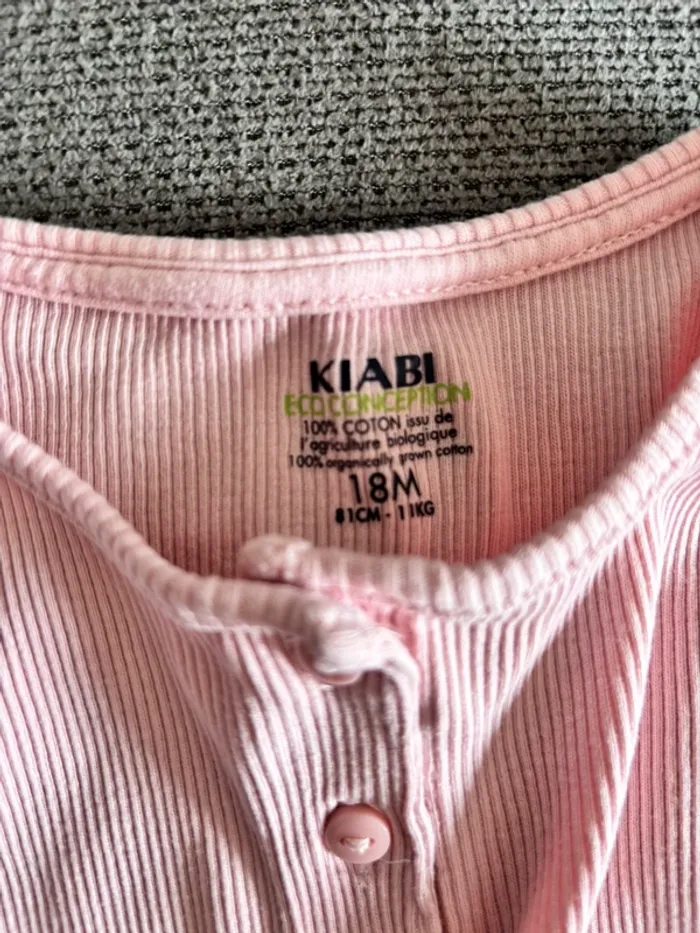 KIABI
ECO CONCEPTION
100% COTON issu de
l'agriculture biologique
100% organically grown cotton
18M
81CM - 11KG